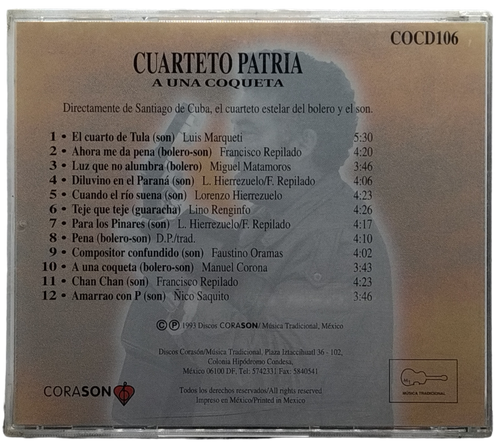 COCD106
CUARTETO PATRIA
A UNA COQUETA
Directamente de Santiago de Cuba, el cuarteto estelar del bolero y el son.
1 • El cuarto de Tula (son) Luis Marqueti 5:30
2 • Ahora me da pena (bolero-son) Francisco Repilado 4:20
3 • Luz que no alumbra (bolero) Miguel Matamoros 3:46
4 • Diluvino en el Paraná (son) L. Hierrezuelo/F. Repilado 4:06
5 • Cuando el río suena (son) Lorenzo Hierrezuelo 4:23
6 • Teje que teje (guaracha) Lino Renginfo 4:26
7 • Para los Pinares (son) L. Hierrezuelo/F. Repilado 4:17
8 • Pena (bolero-son) D.P./trad. 4:10
9 • Compositor confundido (son) Faustino Oramas 4:02
10 • A una coqueta (bolero-son) Manuel Corona 3:43
11 • Chan Chan (son) Francisco Repilado 4:23
12 • Amarrao con P (son) Ñico Saquito 3:46
© ℗ 1993 Discos CORASON/ Música Tradicional, México
Discos Corasón/Música Tradicional. Plaza Iztaccíhuatl 36 - 102,
Colonia Hipódromo Condesa,
México 06100 DF. Tel: 5742331 Fax: 5840541
CORASON
Todos los derechos reservados/All rights reserved
Impreso en México/Printed in Mexico
MÚSICA TRADICIONAL